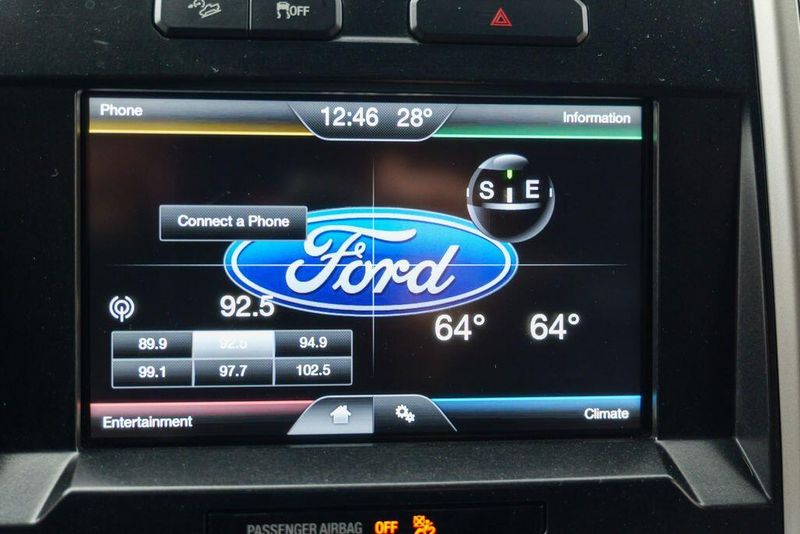 OFF
Phone
12:46 28°
Information
S E
Connect a Phone
Ford
92.5
64° 64°
89.9 92.5 94.9
99.1 97.7 102.5
Entertainment
Climate
PASSENGER AIRBAG OFF